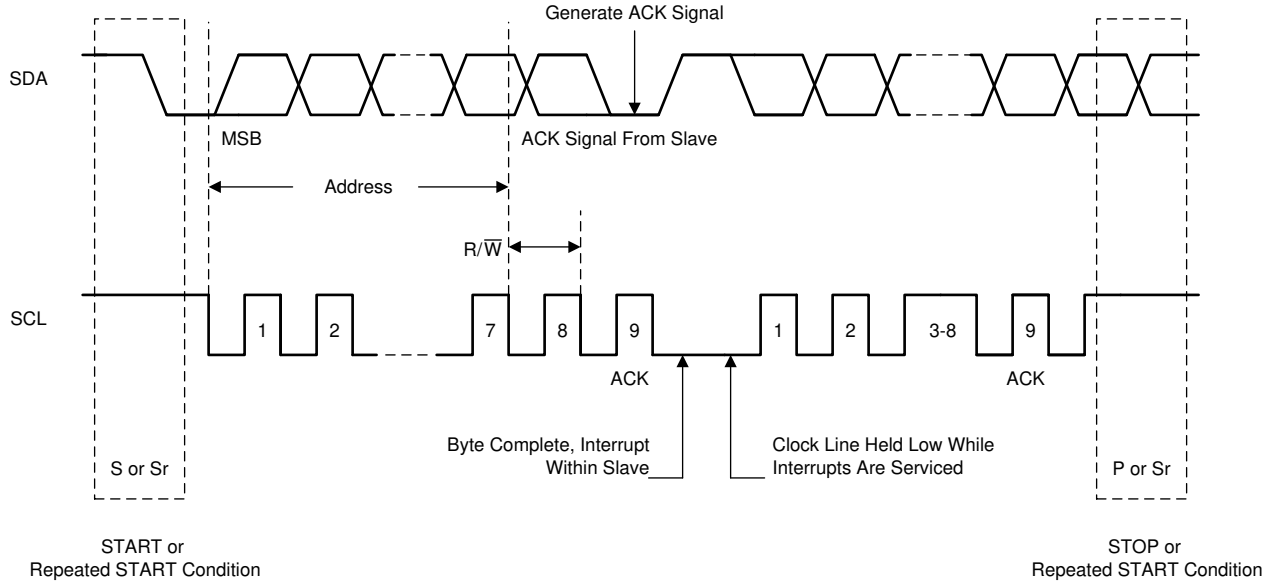 Generate ACK Signal
SDA
MSB
ACK Signal From Slave
Address
R/W̅
SCL
1
2
7
8
9
1
2
3-8
9
ACK
ACK
Byte Complete, Interrupt
Within Slave
Clock Line Held Low While
Interrupts Are Serviced
S or Sr
P or Sr
START or
Repeated START Condition
STOP or
Repeated START Condition